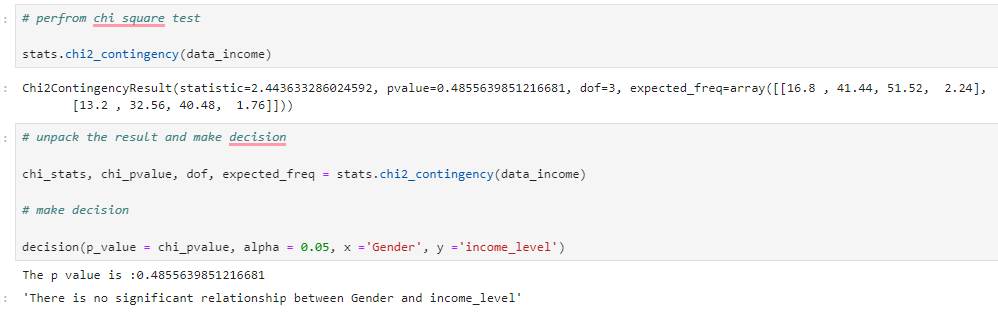 # perfrom chi square test
stats.chi2_contingency(data_income)
Chi2ContingencyResult(statistic=2.443633286024592, pvalue=0.4855639851216681, dof=3, expected_freq=array([[16.8 , 41.44, 51.52,  2.24],
       [13.2 , 32.56, 40.48,  1.76]]))
# unpack the result and make decision
chi_stats, chi_pvalue, dof, expected_freq = stats.chi2_contingency(data_income)
# make decision
decision(p_value = chi_pvalue, alpha = 0.05, x ='Gender', y ='income_level')
The p value is :0.4855639851216681
'There is no significant relationship between Gender and income_level'